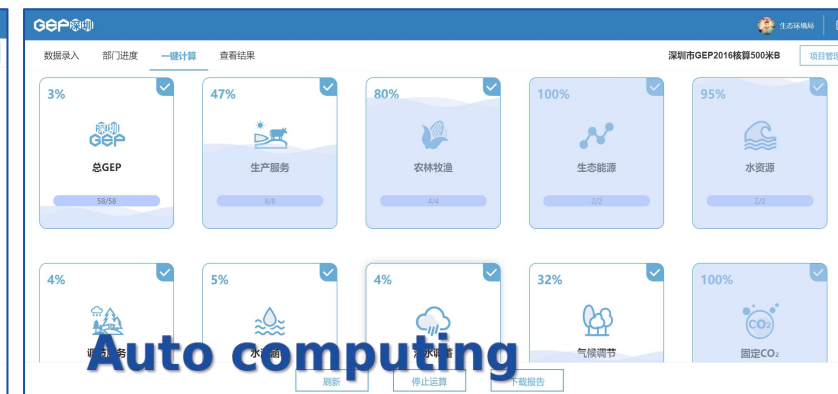 GEP深圳
生态环境局
数据录入 部门进度 一键计算 查看结果 深圳市GEP2016核算500米B 项目管理
3% 47% 80% 100% 95%
深圳
GEP
总GEP 生产服务 农林牧渔 生态能源 水资源
58/58 8/8 4/4 2/2 2/2
4% 5% 4% 32% 100%
CO₂
气候调节 固定CO₂
Auto computing
刷新 停止运算 下载报告